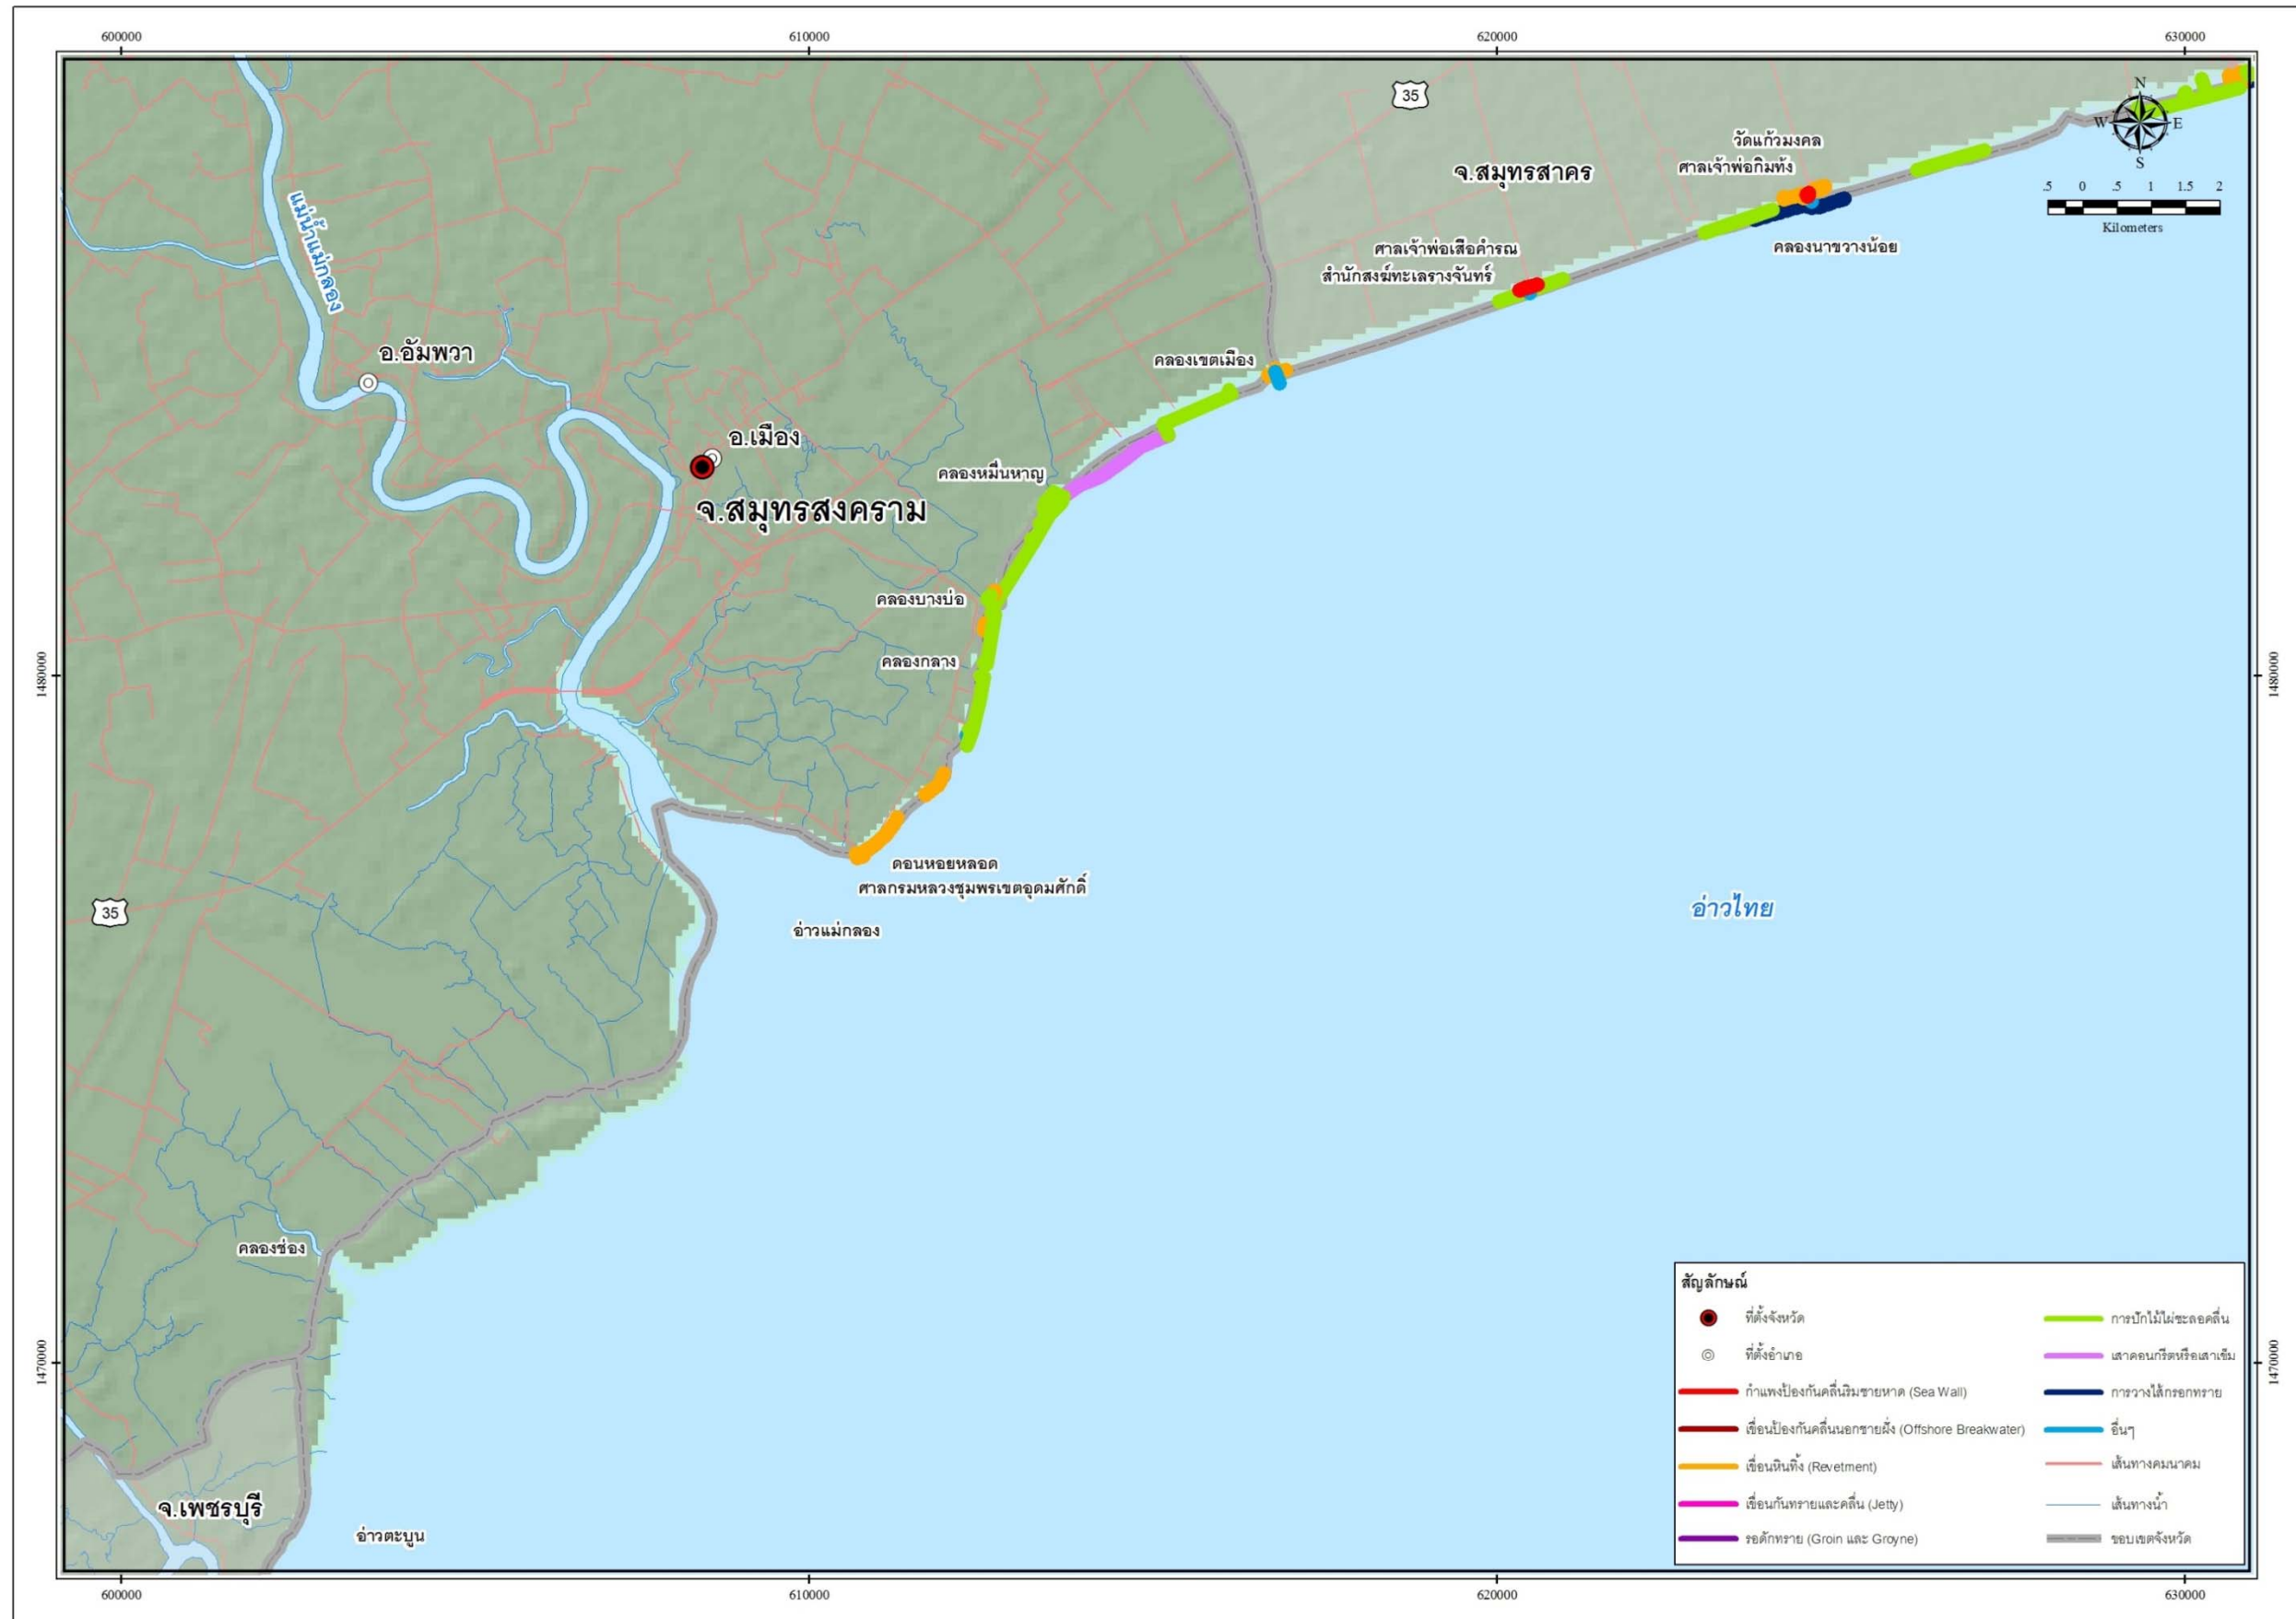 600000
610000
620000
630000
35
N
W
E
S
.5 0 .5 1 1.5 2
Kilometers
วัดแก้วมงคล
ศาลเจ้าพ่อกิมทั้ง
จ.สมุทรสาคร
แม่น้ำแม่กลอง
คลองนาขวางน้อย
ศาลเจ้าพ่อเสือคำรณ
สำนักสงฆ์ทะเลรางจันทร์
อ.อัมพวา
คลองเขตเมือง
อ.เมือง
คลองหมื่นหาญ
จ.สมุทรสงคราม
คลองบางบ่อ
คลองกลาง
1480000
1480000
ดอนหอยหลอด
ศาลกรมหลวงชุมพรเขตอุดมศักดิ์
35
อ่าวไทย
อ่าวแม่กลอง
คลองช่อง
1470000
1470000
จ.เพชรบุรี
อ่าวตะบูน
สัญลักษณ์
ที่ตั้งจังหวัด
ที่ตั้งอำเภอ
กำแพงป้องกันคลื่นริมชายหาด (Sea Wall)
เขื่อนป้องกันคลื่นนอกชายฝั่ง (Offshore Breakwater)
เขื่อนหินทิ้ง (Revetment)
เขื่อนกันทรายและคลื่น (Jetty)
รอดักทราย (Groin และ Groyne)
การปักไม้ไผ่ชะลอคลื่น
เสาคอนกรีตหรือเสาเข็ม
การวางไส้กรอกทราย
อื่นๆ
เส้นทางคมนาคม
เส้นทางน้ำ
ขอบเขตจังหวัด
600000
610000
620000
630000